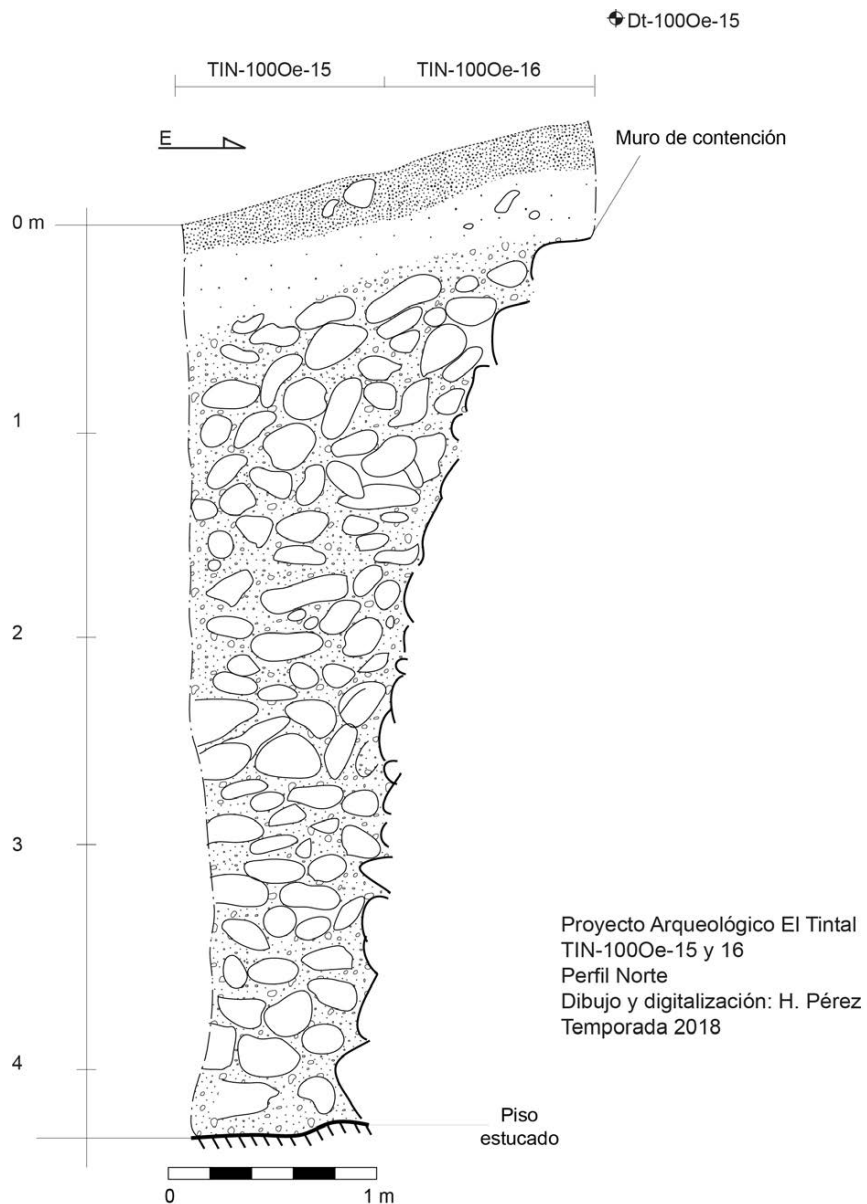 Dt-100Oe-15
TIN-100Oe-15
TIN-100Oe-16
E
Muro de contención
0 m
1
2
3
4
Proyecto Arqueológico El Tintal
TIN-100Oe-15 y 16
Perfil Norte
Dibujo y digitalización: H. Pérez
Temporada 2018
Piso
estucado
0
1 m